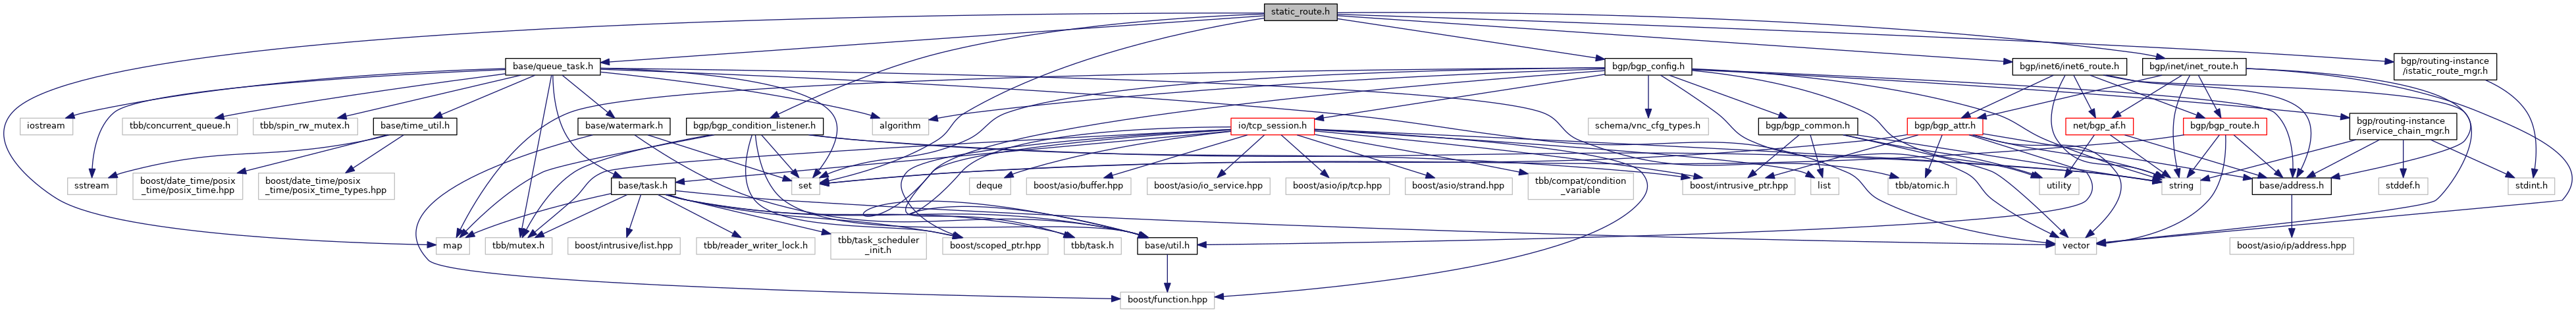 static_route.h
base/queue_task.h
bgp/bgp_config.h
bgp/inet6/inet6_route.h
bgp/inet/inet_route.h
bgp/routing-instance
/istatic_route_mgr.h
iostream
tbb/concurrent_queue.h
tbb/spin_rw_mutex.h
base/time_util.h
base/watermark.h
bgp/bgp_condition_listener.h
algorithm
io/tcp_session.h
schema/vnc_cfg_types.h
bgp/bgp_common.h
bgp/bgp_attr.h
net/bgp_af.h
bgp/bgp_route.h
bgp/routing-instance
/iservice_chain_mgr.h
sstream
boost/date_time/posix
_time/posix_time.hpp
boost/date_time/posix
_time/posix_time_types.hpp
base/task.h
set
deque
boost/asio/buffer.hpp
boost/asio/io_service.hpp
boost/asio/ip/tcp.hpp
boost/asio/strand.hpp
tbb/compat/condition
_variable
boost/intrusive_ptr.hpp
list
tbb/atomic.h
utility
string
base/address.h
stddef.h
stdint.h
map
tbb/mutex.h
boost/intrusive/list.hpp
tbb/reader_writer_lock.h
tbb/task_scheduler
_init.h
boost/scoped_ptr.hpp
tbb/task.h
base/util.h
vector
boost/asio/ip/address.hpp
boost/function.hpp